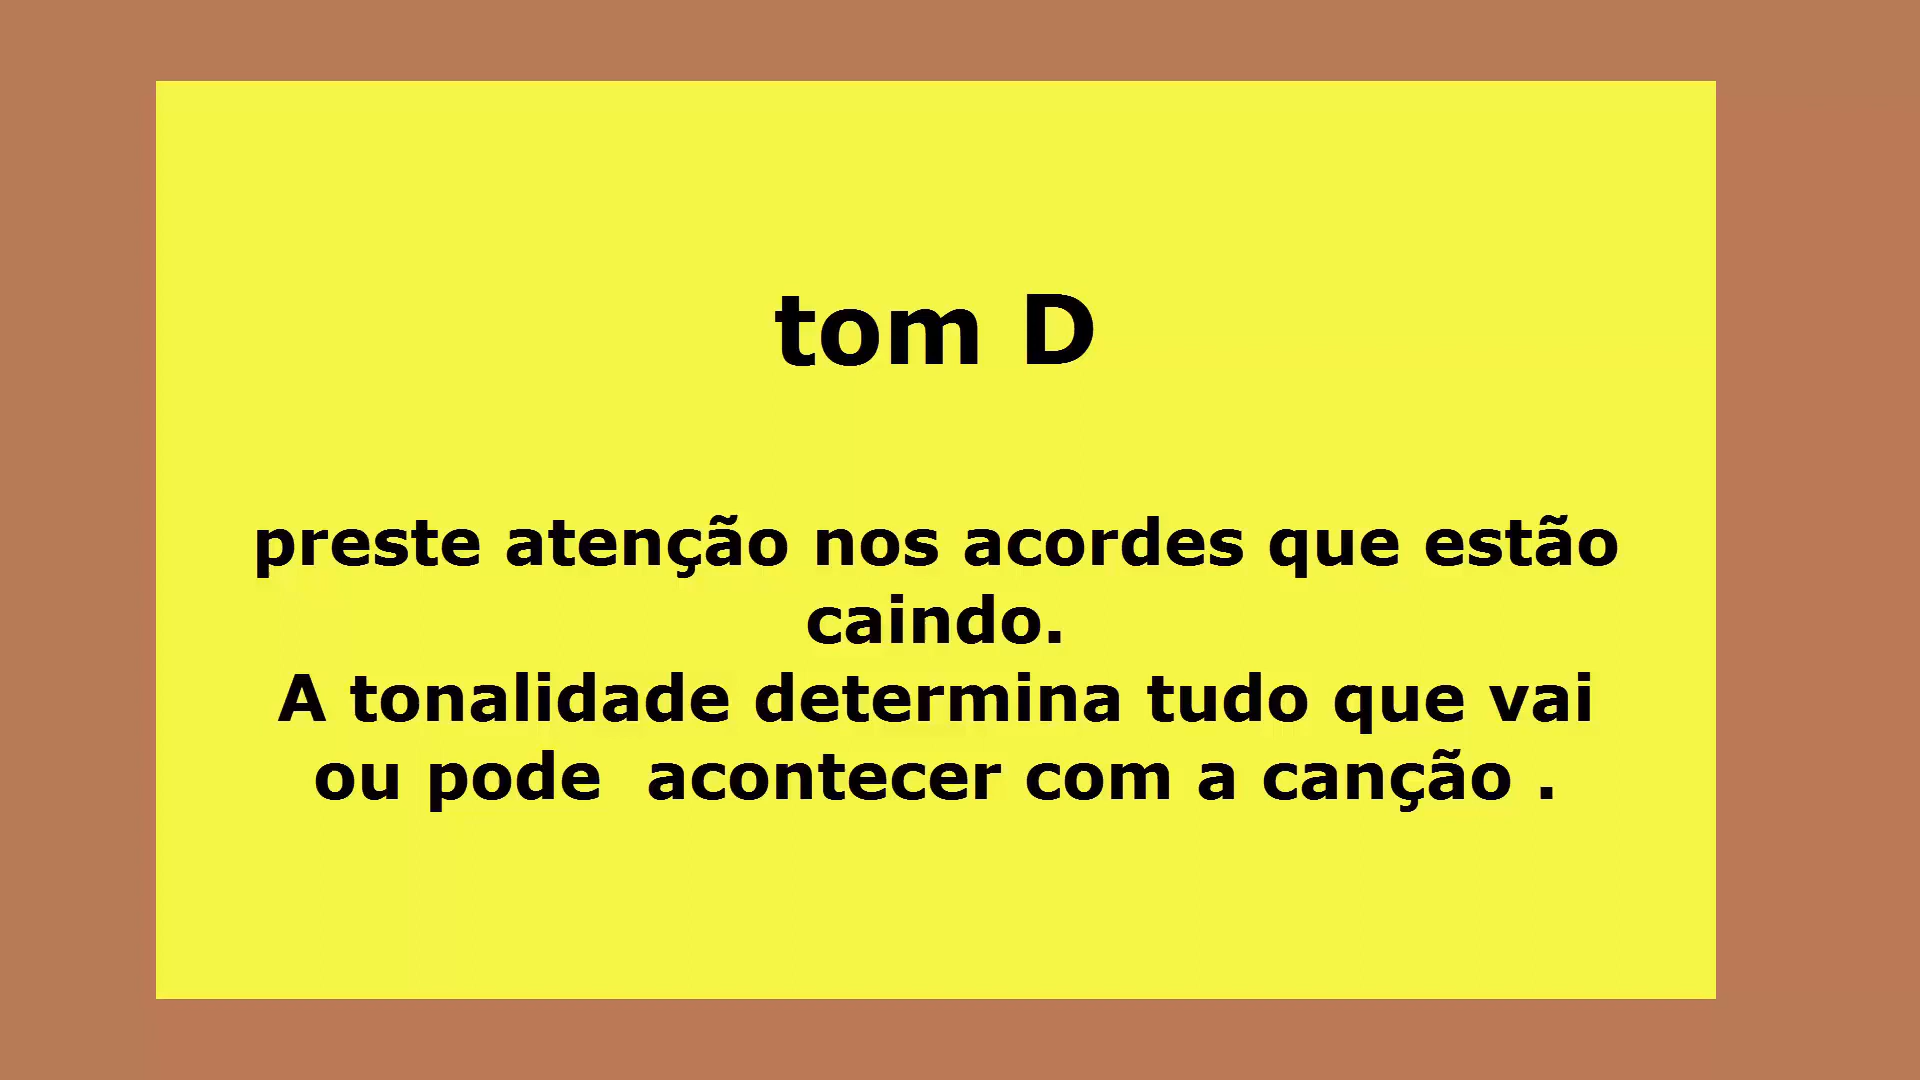 tom D
preste atenção nos acordes que estão
caindo.
A tonalidade determina tudo que vai
ou pode  acontecer com a canção .